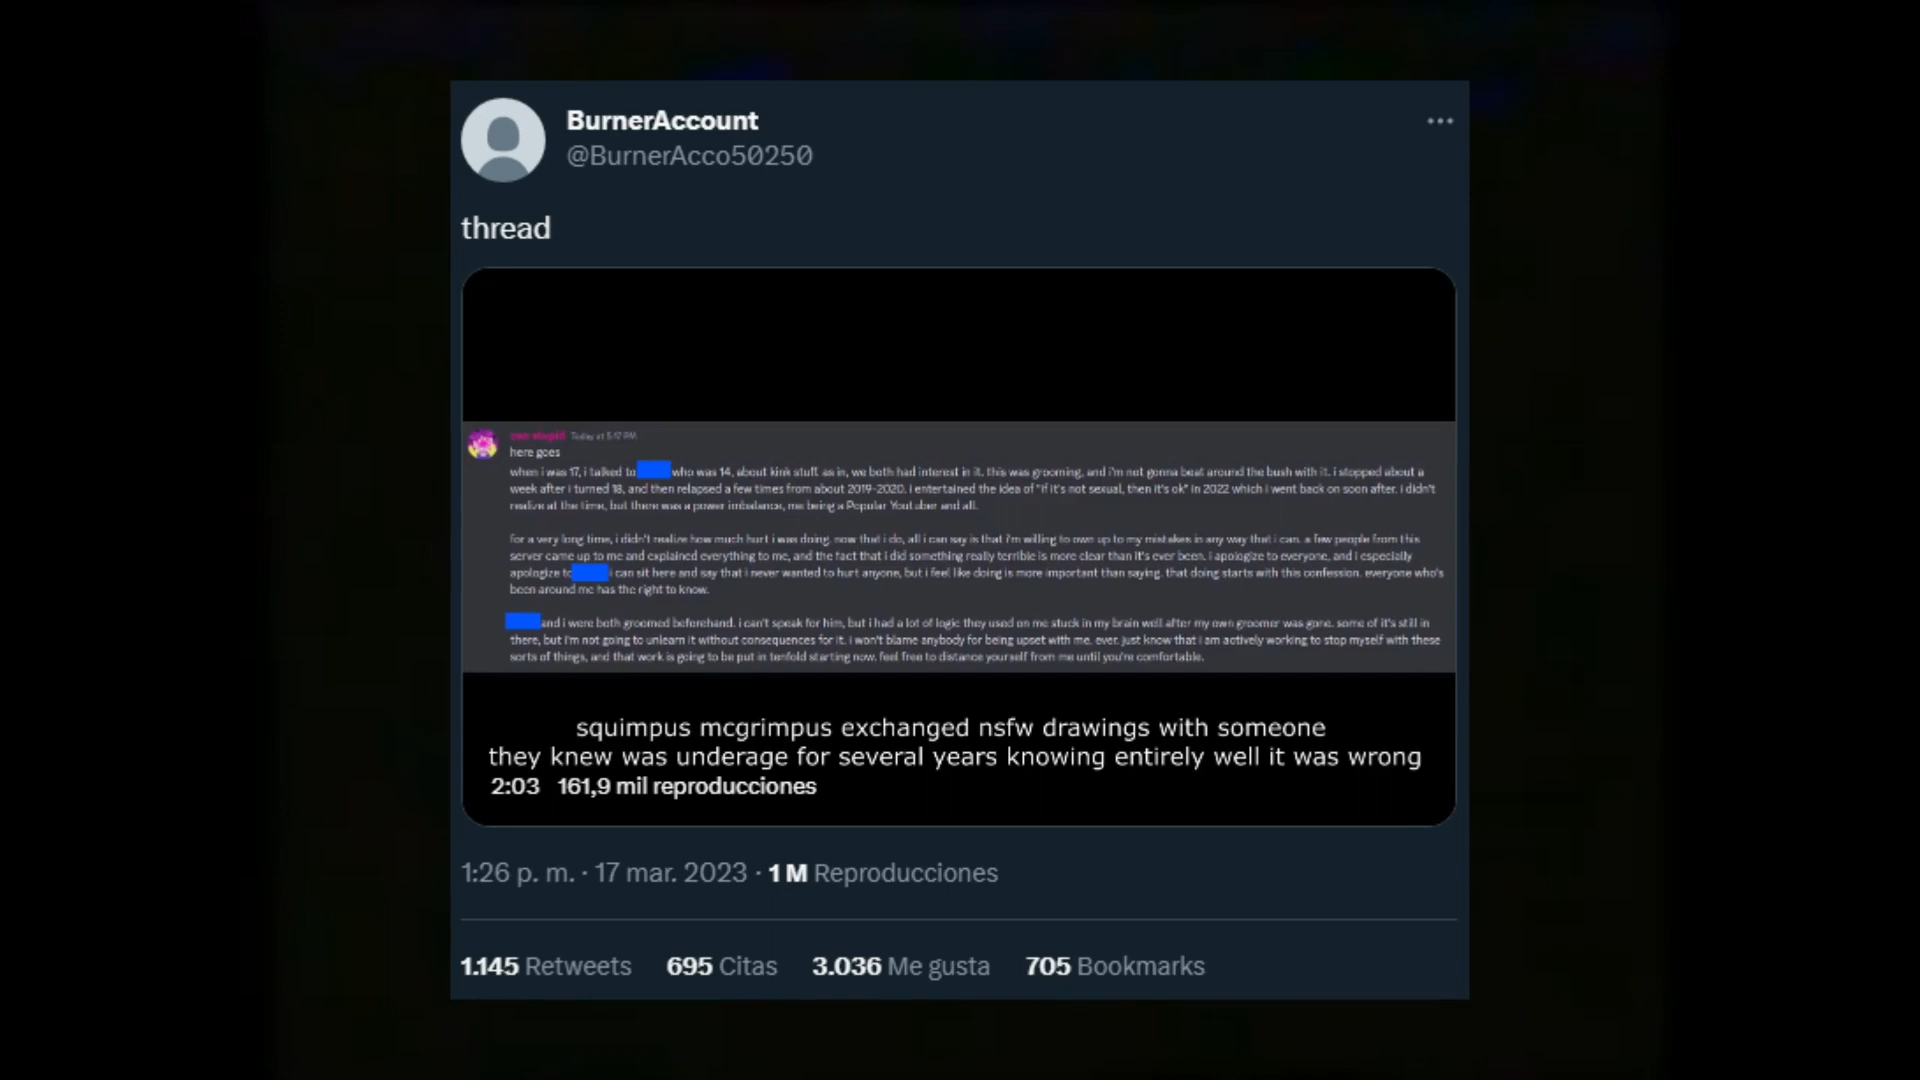 BurnerAccount
@BurnerAcco50250
thread
own stupid Today at 5:17 PM
here goes
when i was 17, i talked to who was 14, about kink stuff. as in, we both had interest in it. this was grooming, and i'm not gonna beat around the bush with it. i stopped about a
week after i turned 18, and then relapsed a few times from about 2019-2020. i entertained the idea of "if it's not sexual, then it's ok" in 2022 which i went back on soon after. i didn't
realize at the time, but there was a power imbalance, me being a Popular YouTuber and all.
for a very long time, i didn't realize how much hurt i was doing. now that i do, all i can say is that i'm willing to own up to my mistakes in any way that i can. a few people from this
server came up to me and explained everything to me, and the fact that i did something really terrible is more clear than it's ever been. i apologize to everyone, and i especially
apologize to i can sit here and say that i never wanted to hurt anyone, but i feel like doing is more important than saying. that doing starts with this confession. everyone who's
been around me has the right to know.
and i were both groomed beforehand. i can't speak for him, but i had a lot of logic they used on me stuck in my brain well after my own groomer was gone. some of it's still in
there, but i'm not going to unlearn it without consequences for it. i won't blame anybody for being upset with me. ever. just know that i am actively working to stop myself with these
sorts of things, and that work is going to be put in tenfold starting now. feel free to distance yourself from me until you're comfortable.
squimpus mcgrimpus exchanged nsfw drawings with someone
they knew was underage for several years knowing entirely well it was wrong
2:03 161,9 mil reproducciones
1:26 p. m. · 17 mar. 2023 · 1 M Reproducciones
1.145 Retweets 695 Citas 3.036 Me gusta 705 Bookmarks